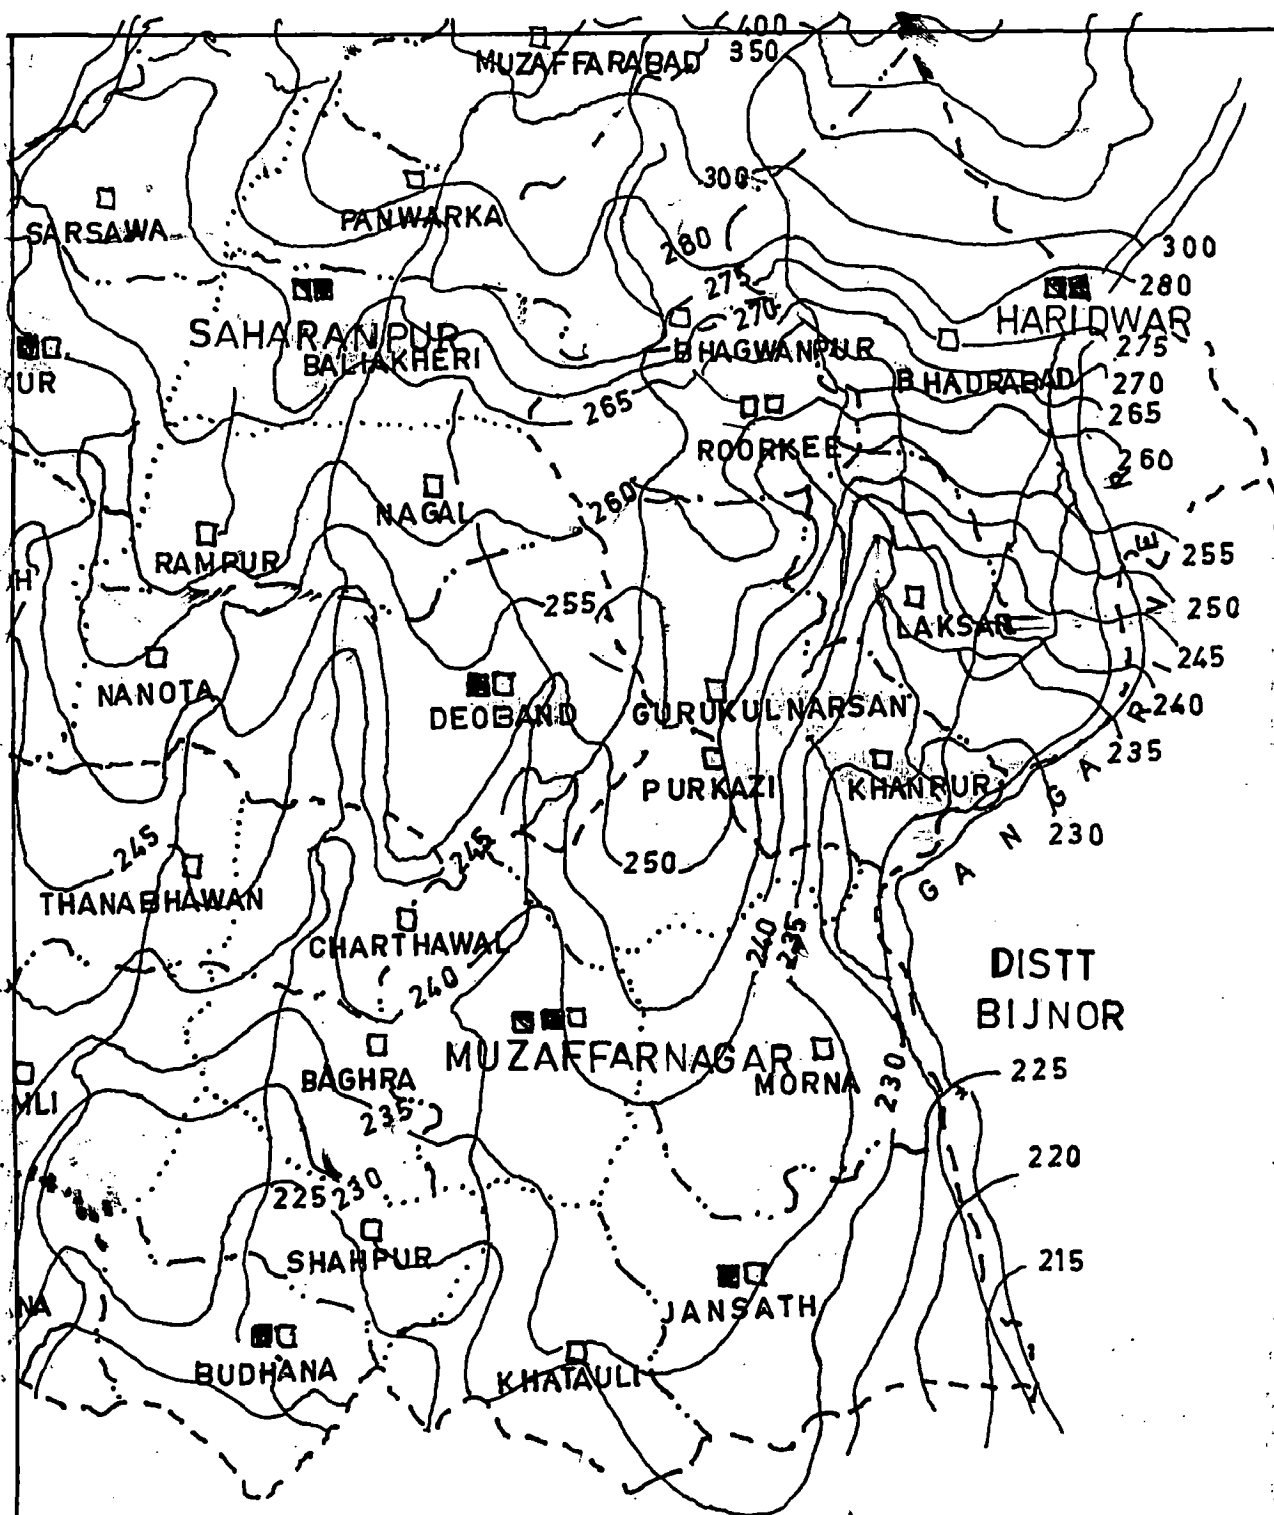 400
MUZAFFARABAD 350
300
SARSAWA PANWARKA
280 300
275 280
270 HARIDWAR
SAHARANPUR 275
BALIAKHERI BHAGWANPUR
UR BHADRABAD 270
265 265
ROORKEE 260
NAGAL 260
RAMPUR 255
H 255 250
LAKSAR
245
NANOTA DEOBAND GURUKULNARSAN 240
235
PURKAZI KHANPUR
245 245 250 230
GANGA RIVER
THANABHAWAN
CHARTHAWAL 240 235
240 DISTT
BIJNOR
MUZAFFARNAGAR
BAGHRA MORNA 230 225
MLI 235
225 230 220
SHAHPUR 215
NA JANSATH
BUDHANA KHATAULI